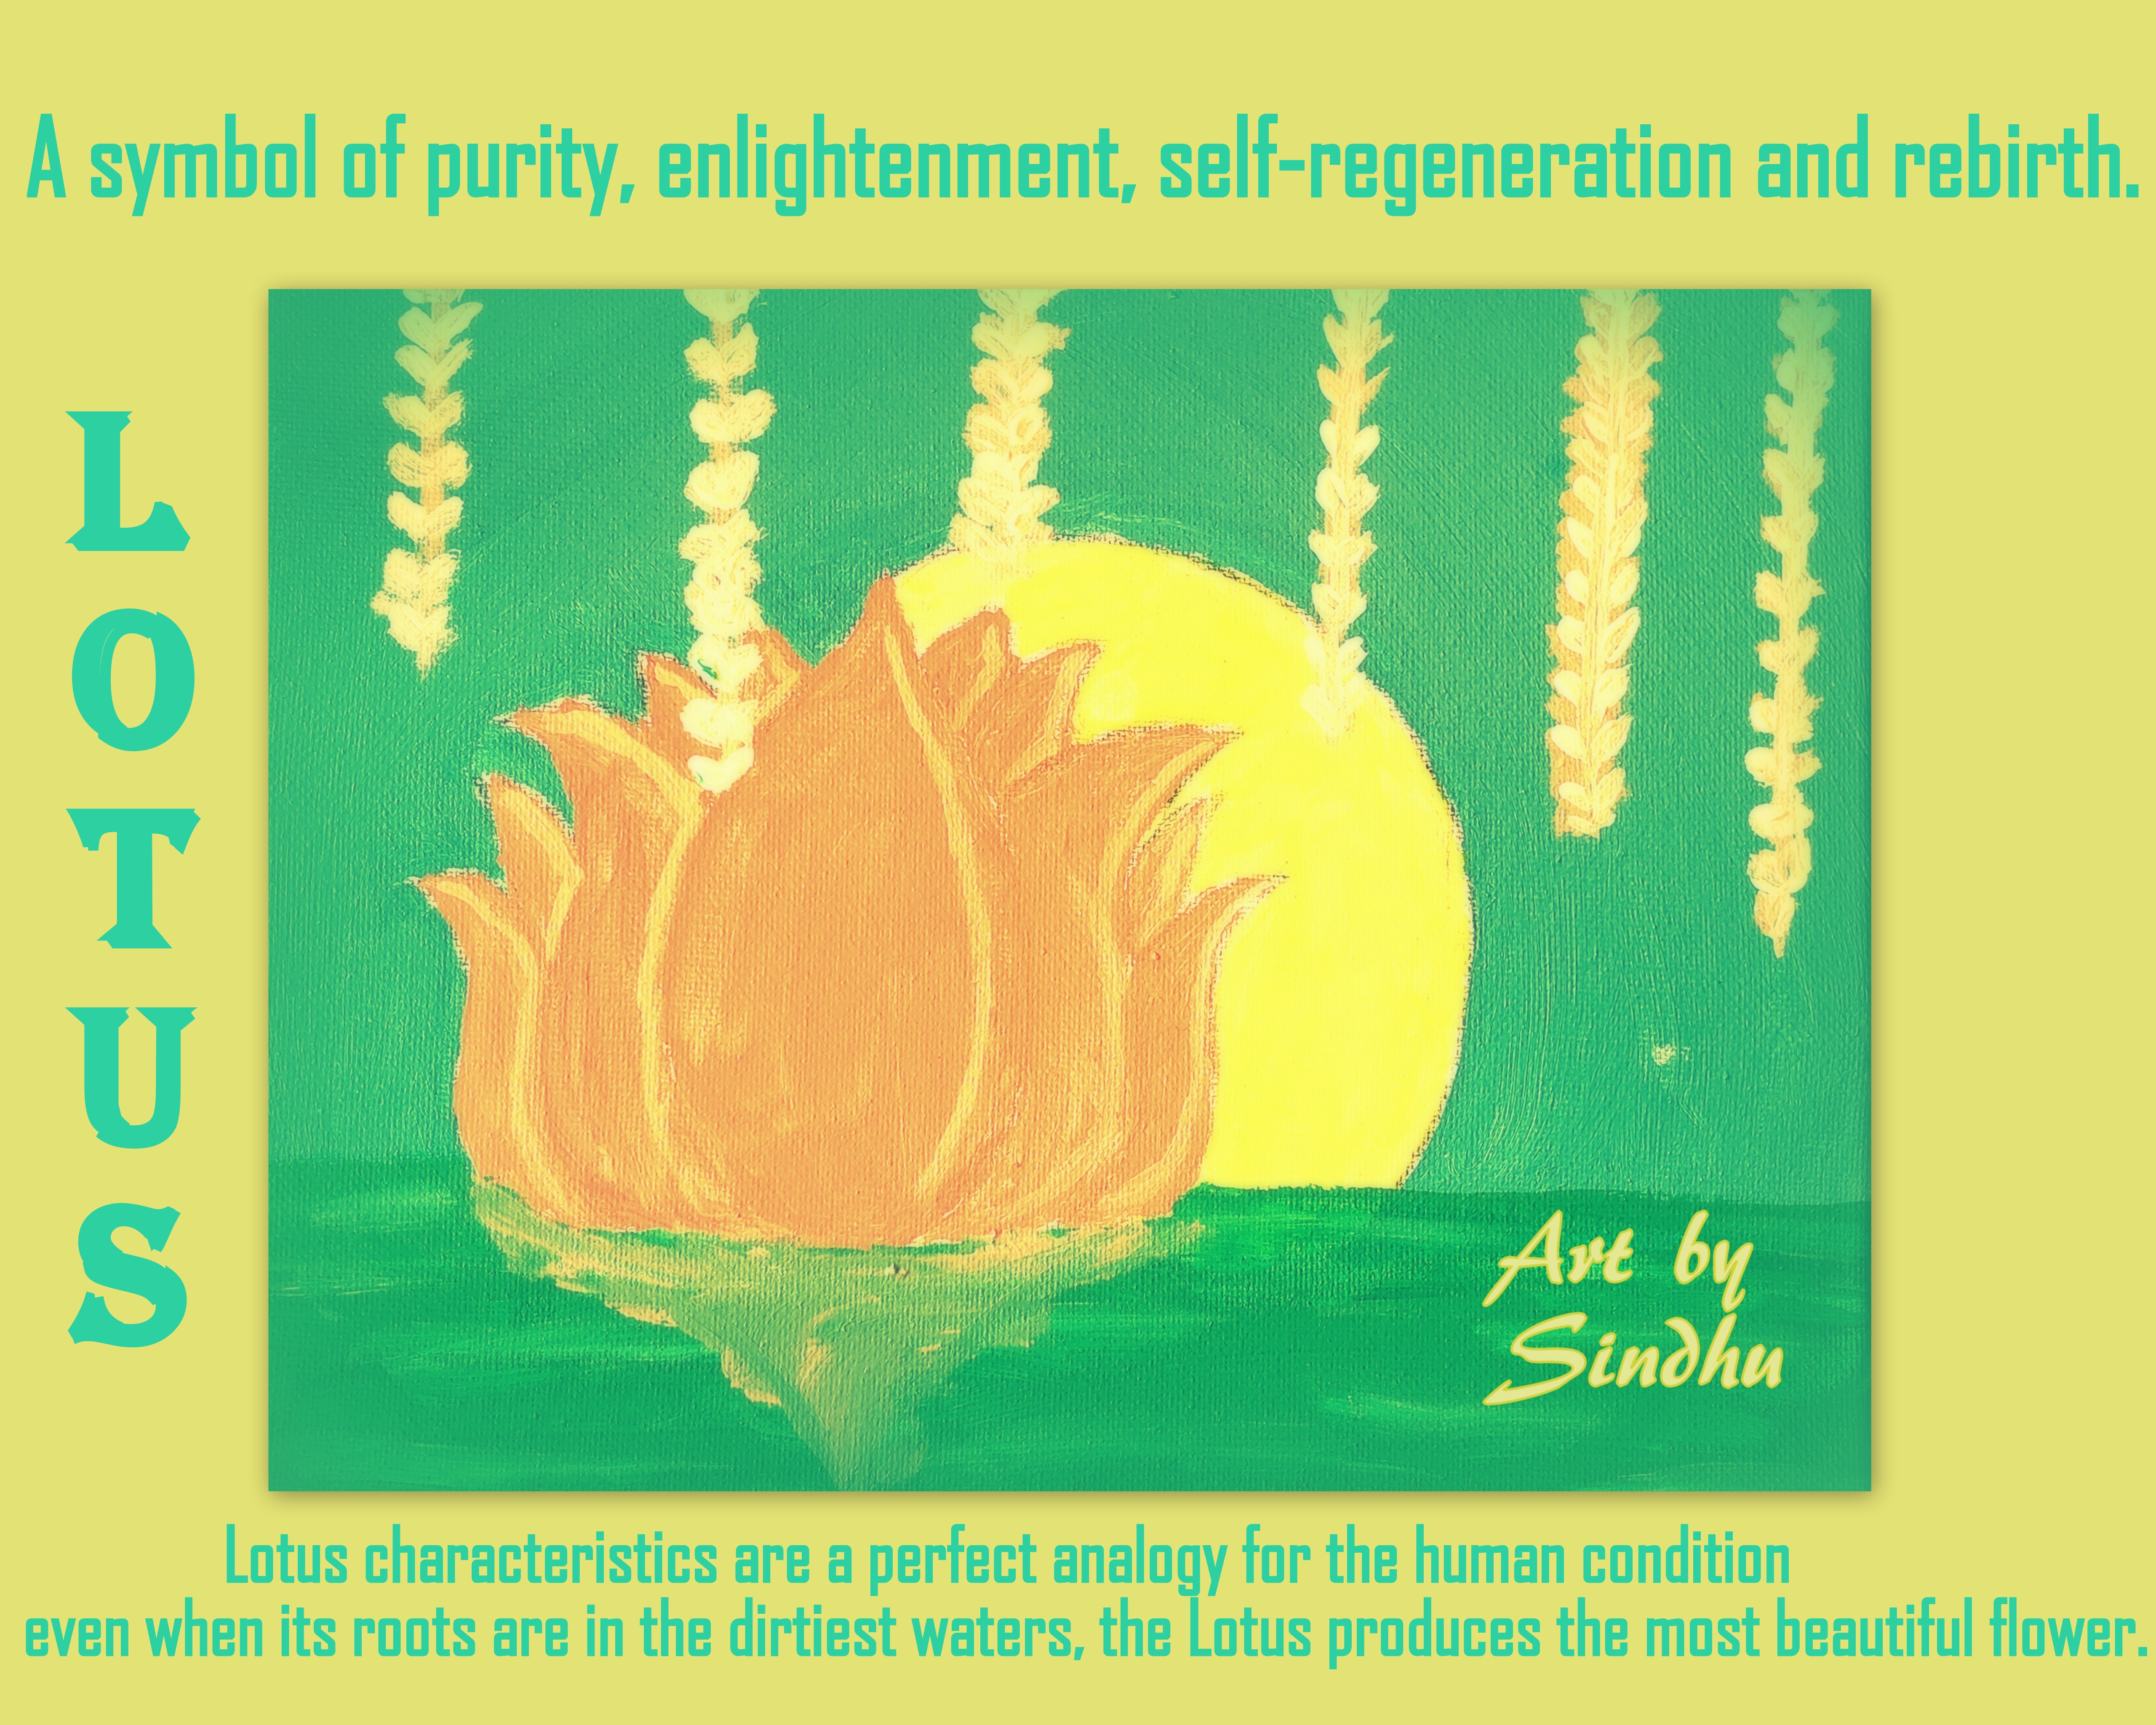 A symbol of purity, enlightenment, self-regeneration and rebirth.
LOTUS
Art by
Sindhu
Lotus characteristics are a perfect analogy for the human condition
even when its roots are in the dirtiest waters, the Lotus produces the most beautiful flower.